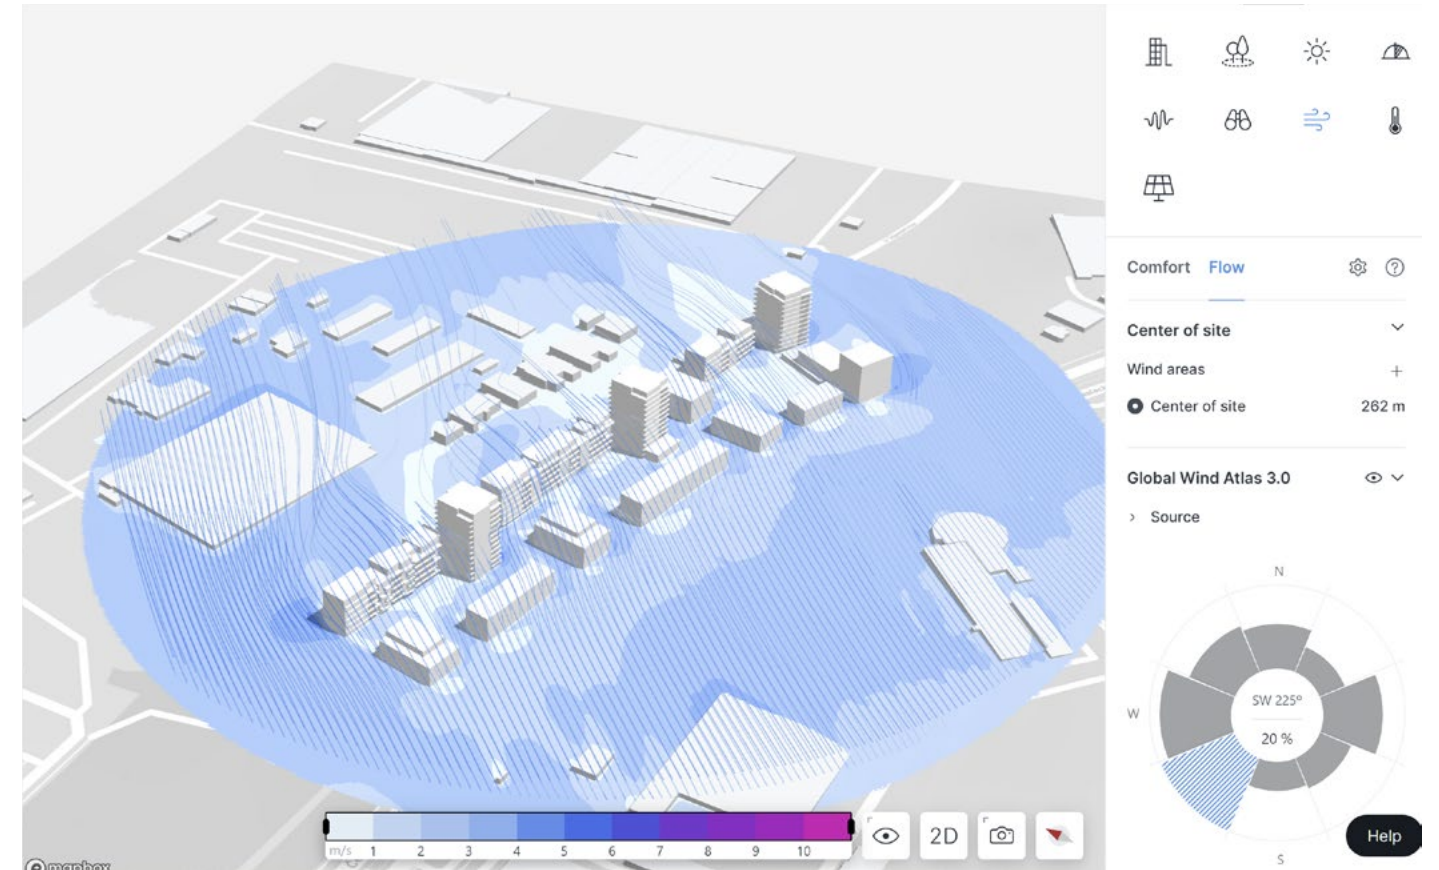 Comfort Flow
Center of site
Wind areas
Center of site 262 m
Global Wind Atlas 3.0
Source
N
SW 225º
W
20 %
S
Help
2D
m/s 1 2 3 4 5 6 7 8 9 10
mapbox